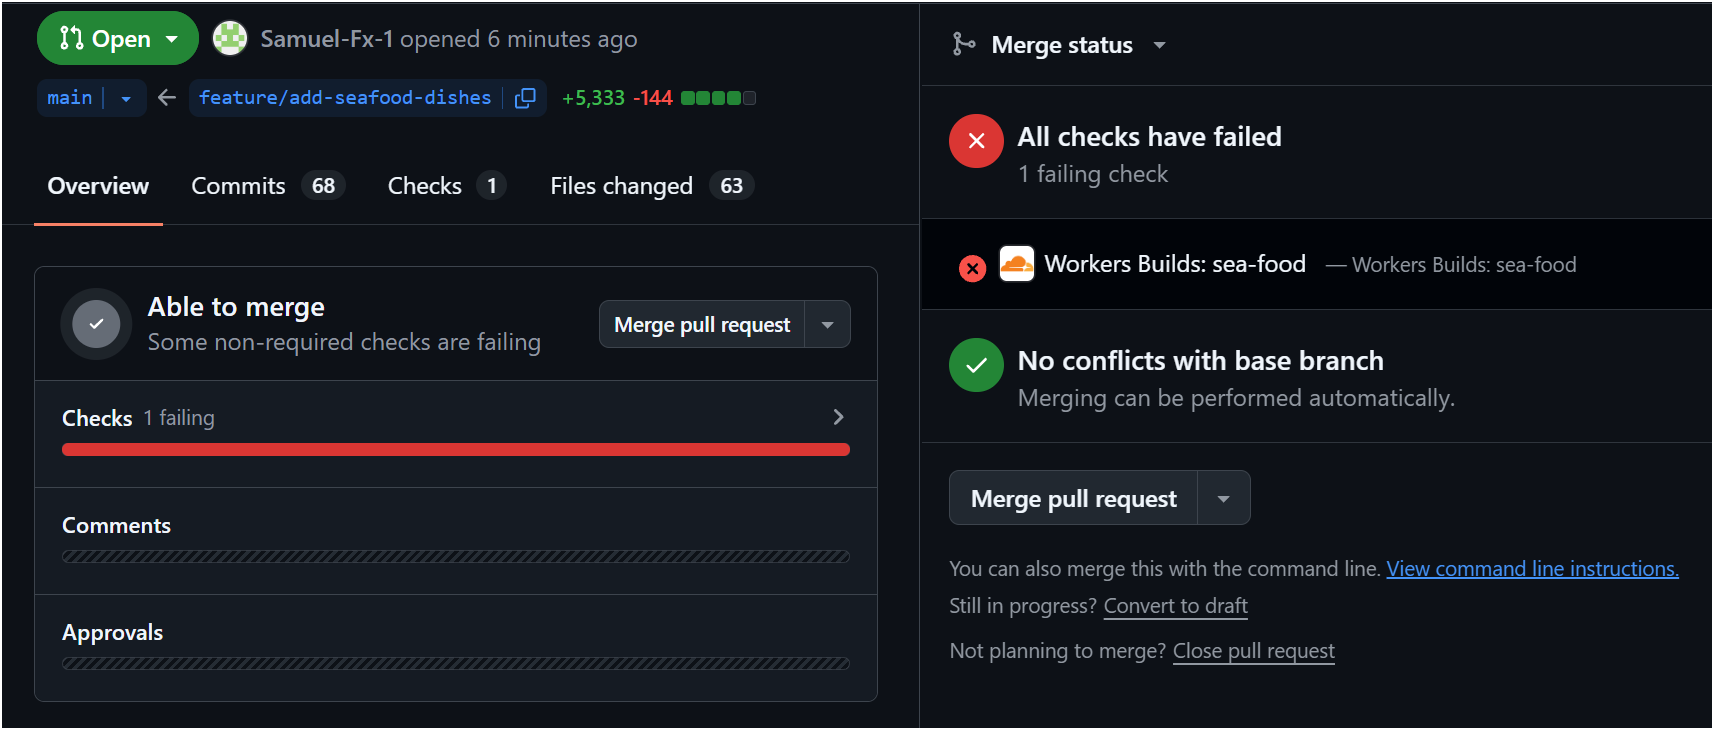 Open Samuel-Fx-1 opened 6 minutes ago
main feature/add-seafood-dishes +5,333 -144
Overview Commits 68 Checks 1 Files changed 63
Able to merge
Some non-required checks are failing
Merge pull request
Checks 1 failing
Comments
Approvals
Merge status
All checks have failed
1 failing check
Workers Builds: sea-food — Workers Builds: sea-food
No conflicts with base branch
Merging can be performed automatically.
Merge pull request
You can also merge this with the command line. View command line instructions.
Still in progress? Convert to draft
Not planning to merge? Close pull request